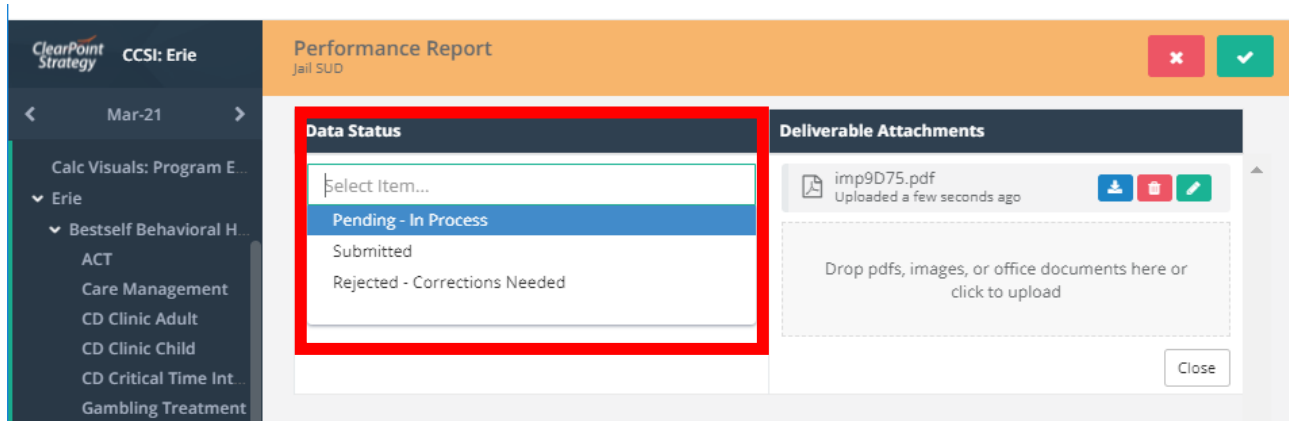 ClearPoint
Strategy
CCSI: Erie
Mar-21
Calc Visuals: Program E...
Erie
Bestself Behavioral H...
ACT
Care Management
CD Clinic Adult
CD Clinic Child
CD Critical Time Int...
Gambling Treatment
Performance Report
Jail SUD
Data Status
Select Item...
Pending - In Process
Submitted
Rejected - Corrections Needed
Deliverable Attachments
imp9D75.pdf
Uploaded a few seconds ago
Drop pdfs, images, or office documents here or
click to upload
Close